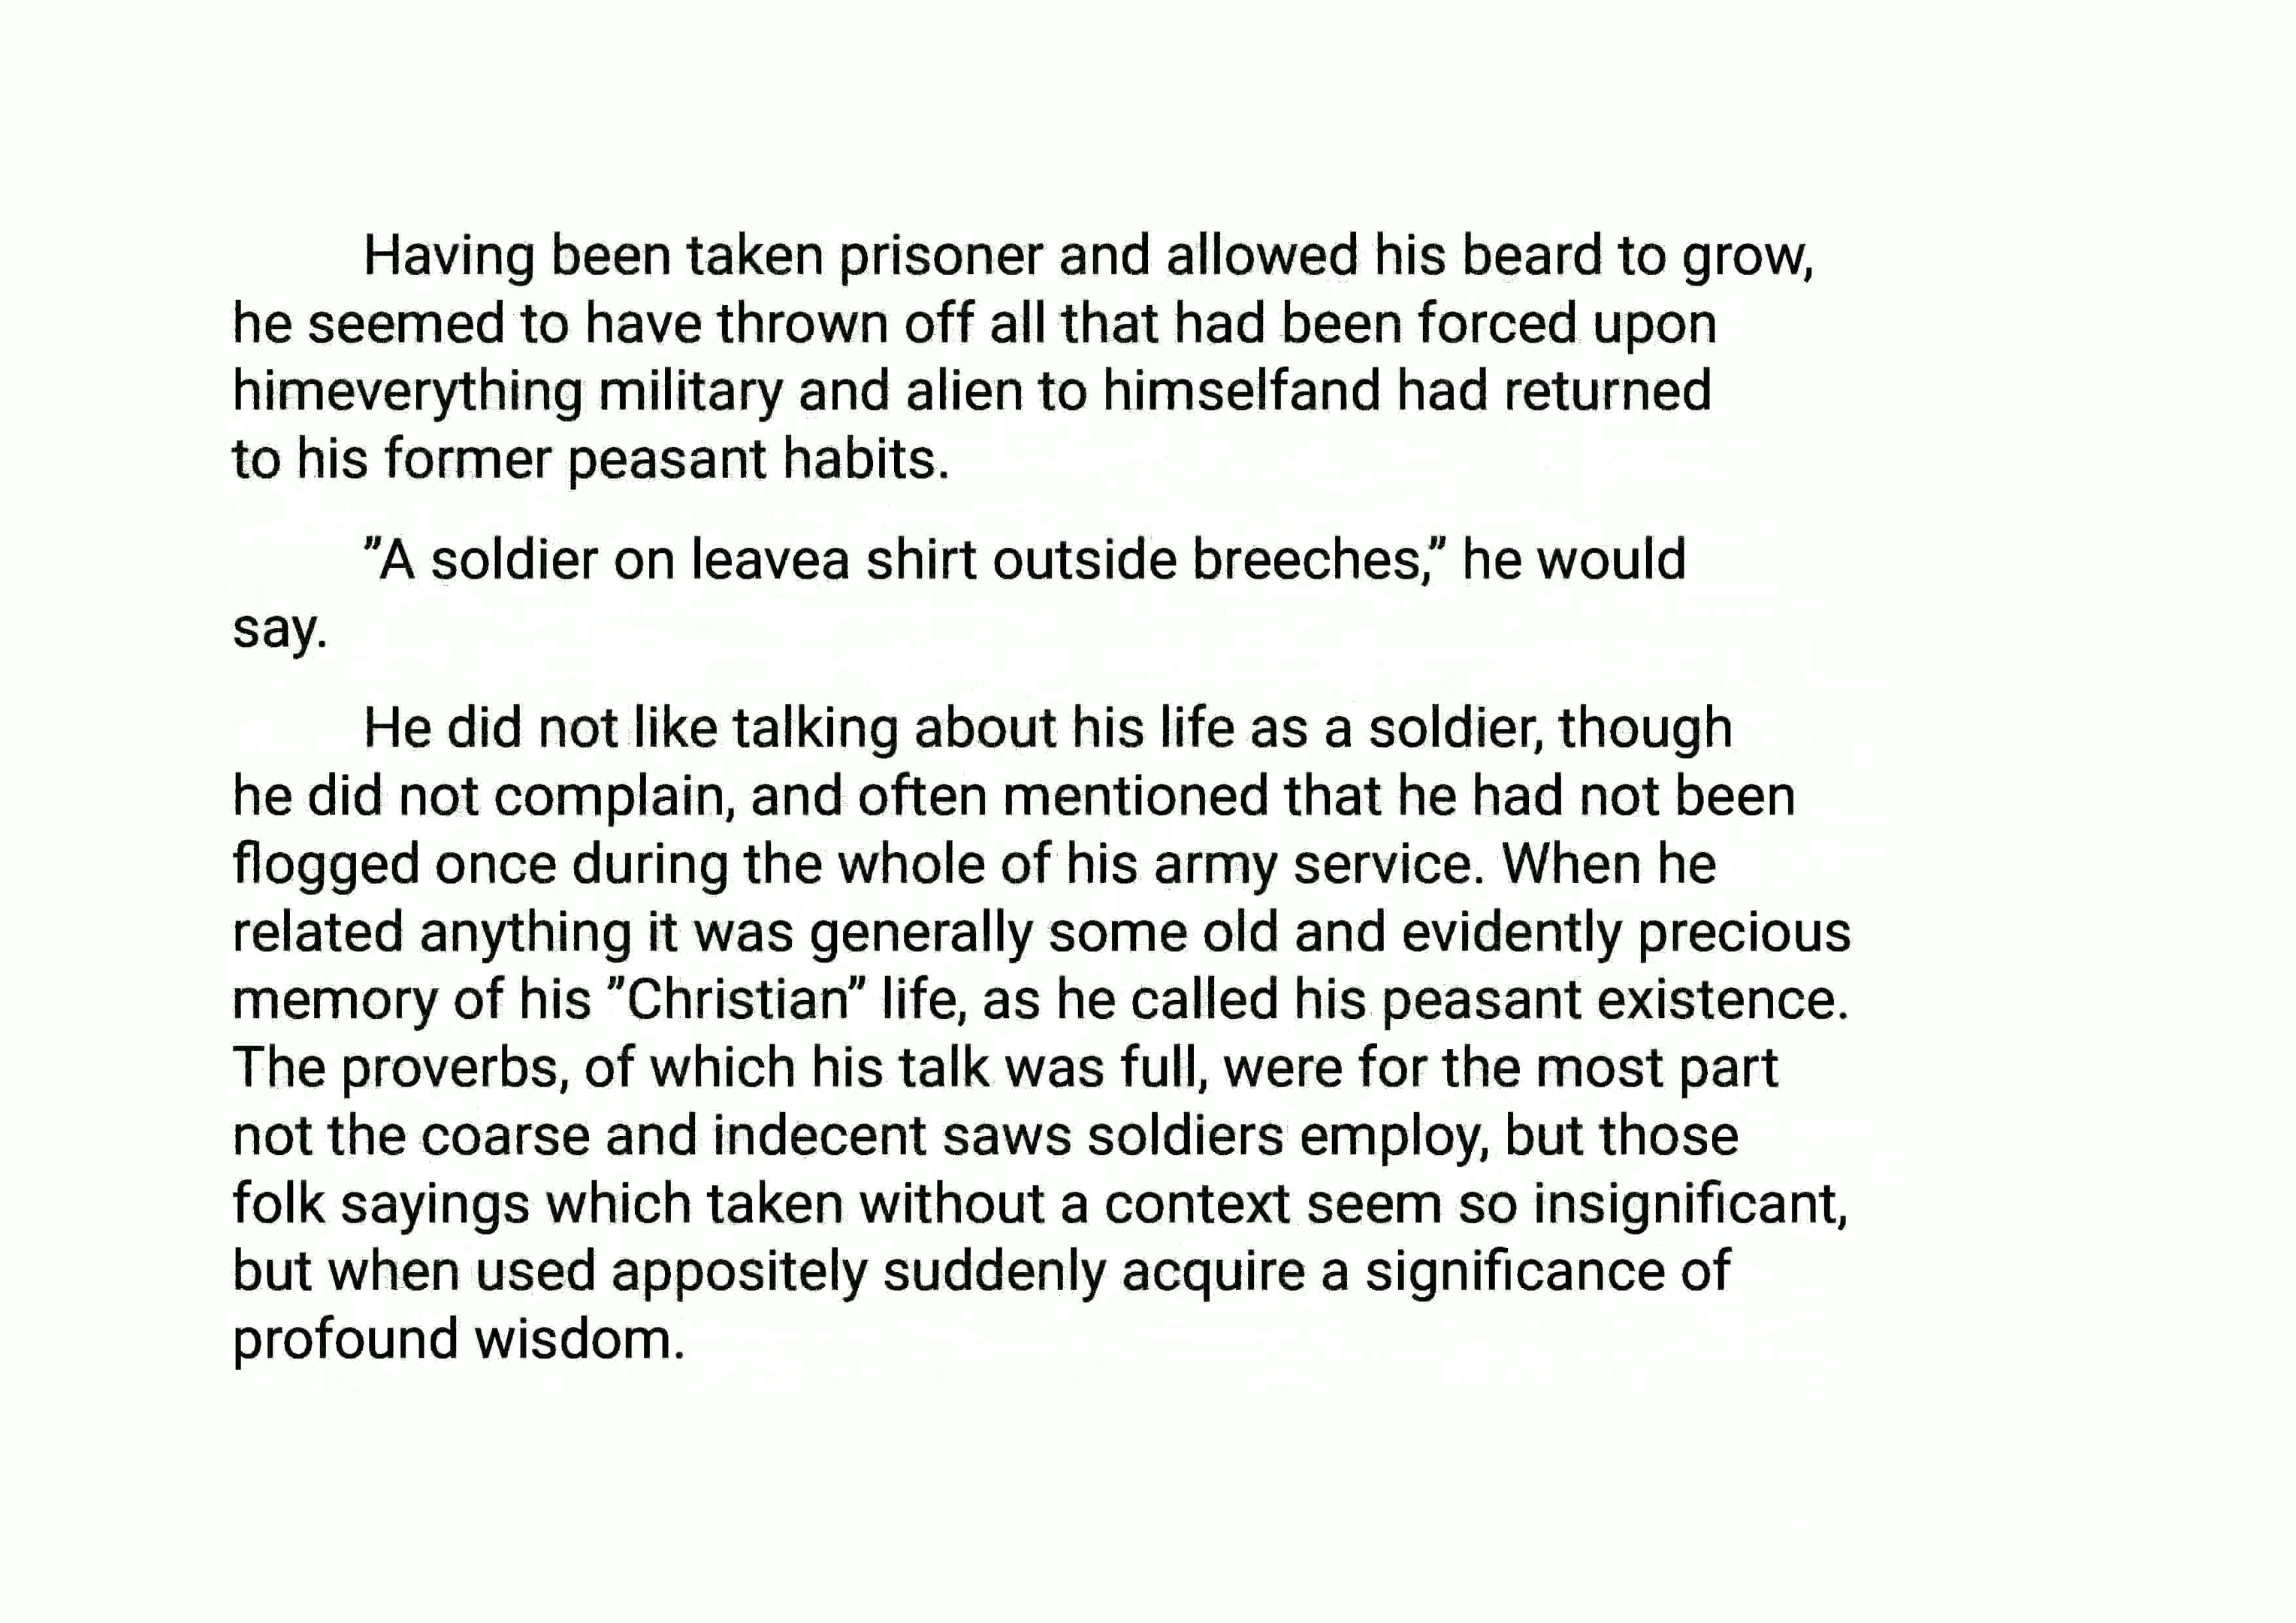 Having been taken prisoner and allowed his beard to grow,
he seemed to have thrown off all that had been forced upon
himeverything military and alien to himselfand had returned
to his former peasant habits.
”A soldier on leavea shirt outside breeches,” he would
say.
He did not like talking about his life as a soldier, though
he did not complain, and often mentioned that he had not been
flogged once during the whole of his army service. When he
related anything it was generally some old and evidently precious
memory of his ”Christian” life, as he called his peasant existence.
The proverbs, of which his talk was full, were for the most part
not the coarse and indecent saws soldiers employ, but those
folk sayings which taken without a context seem so insignificant,
but when used appositely suddenly acquire a significance of
profound wisdom.